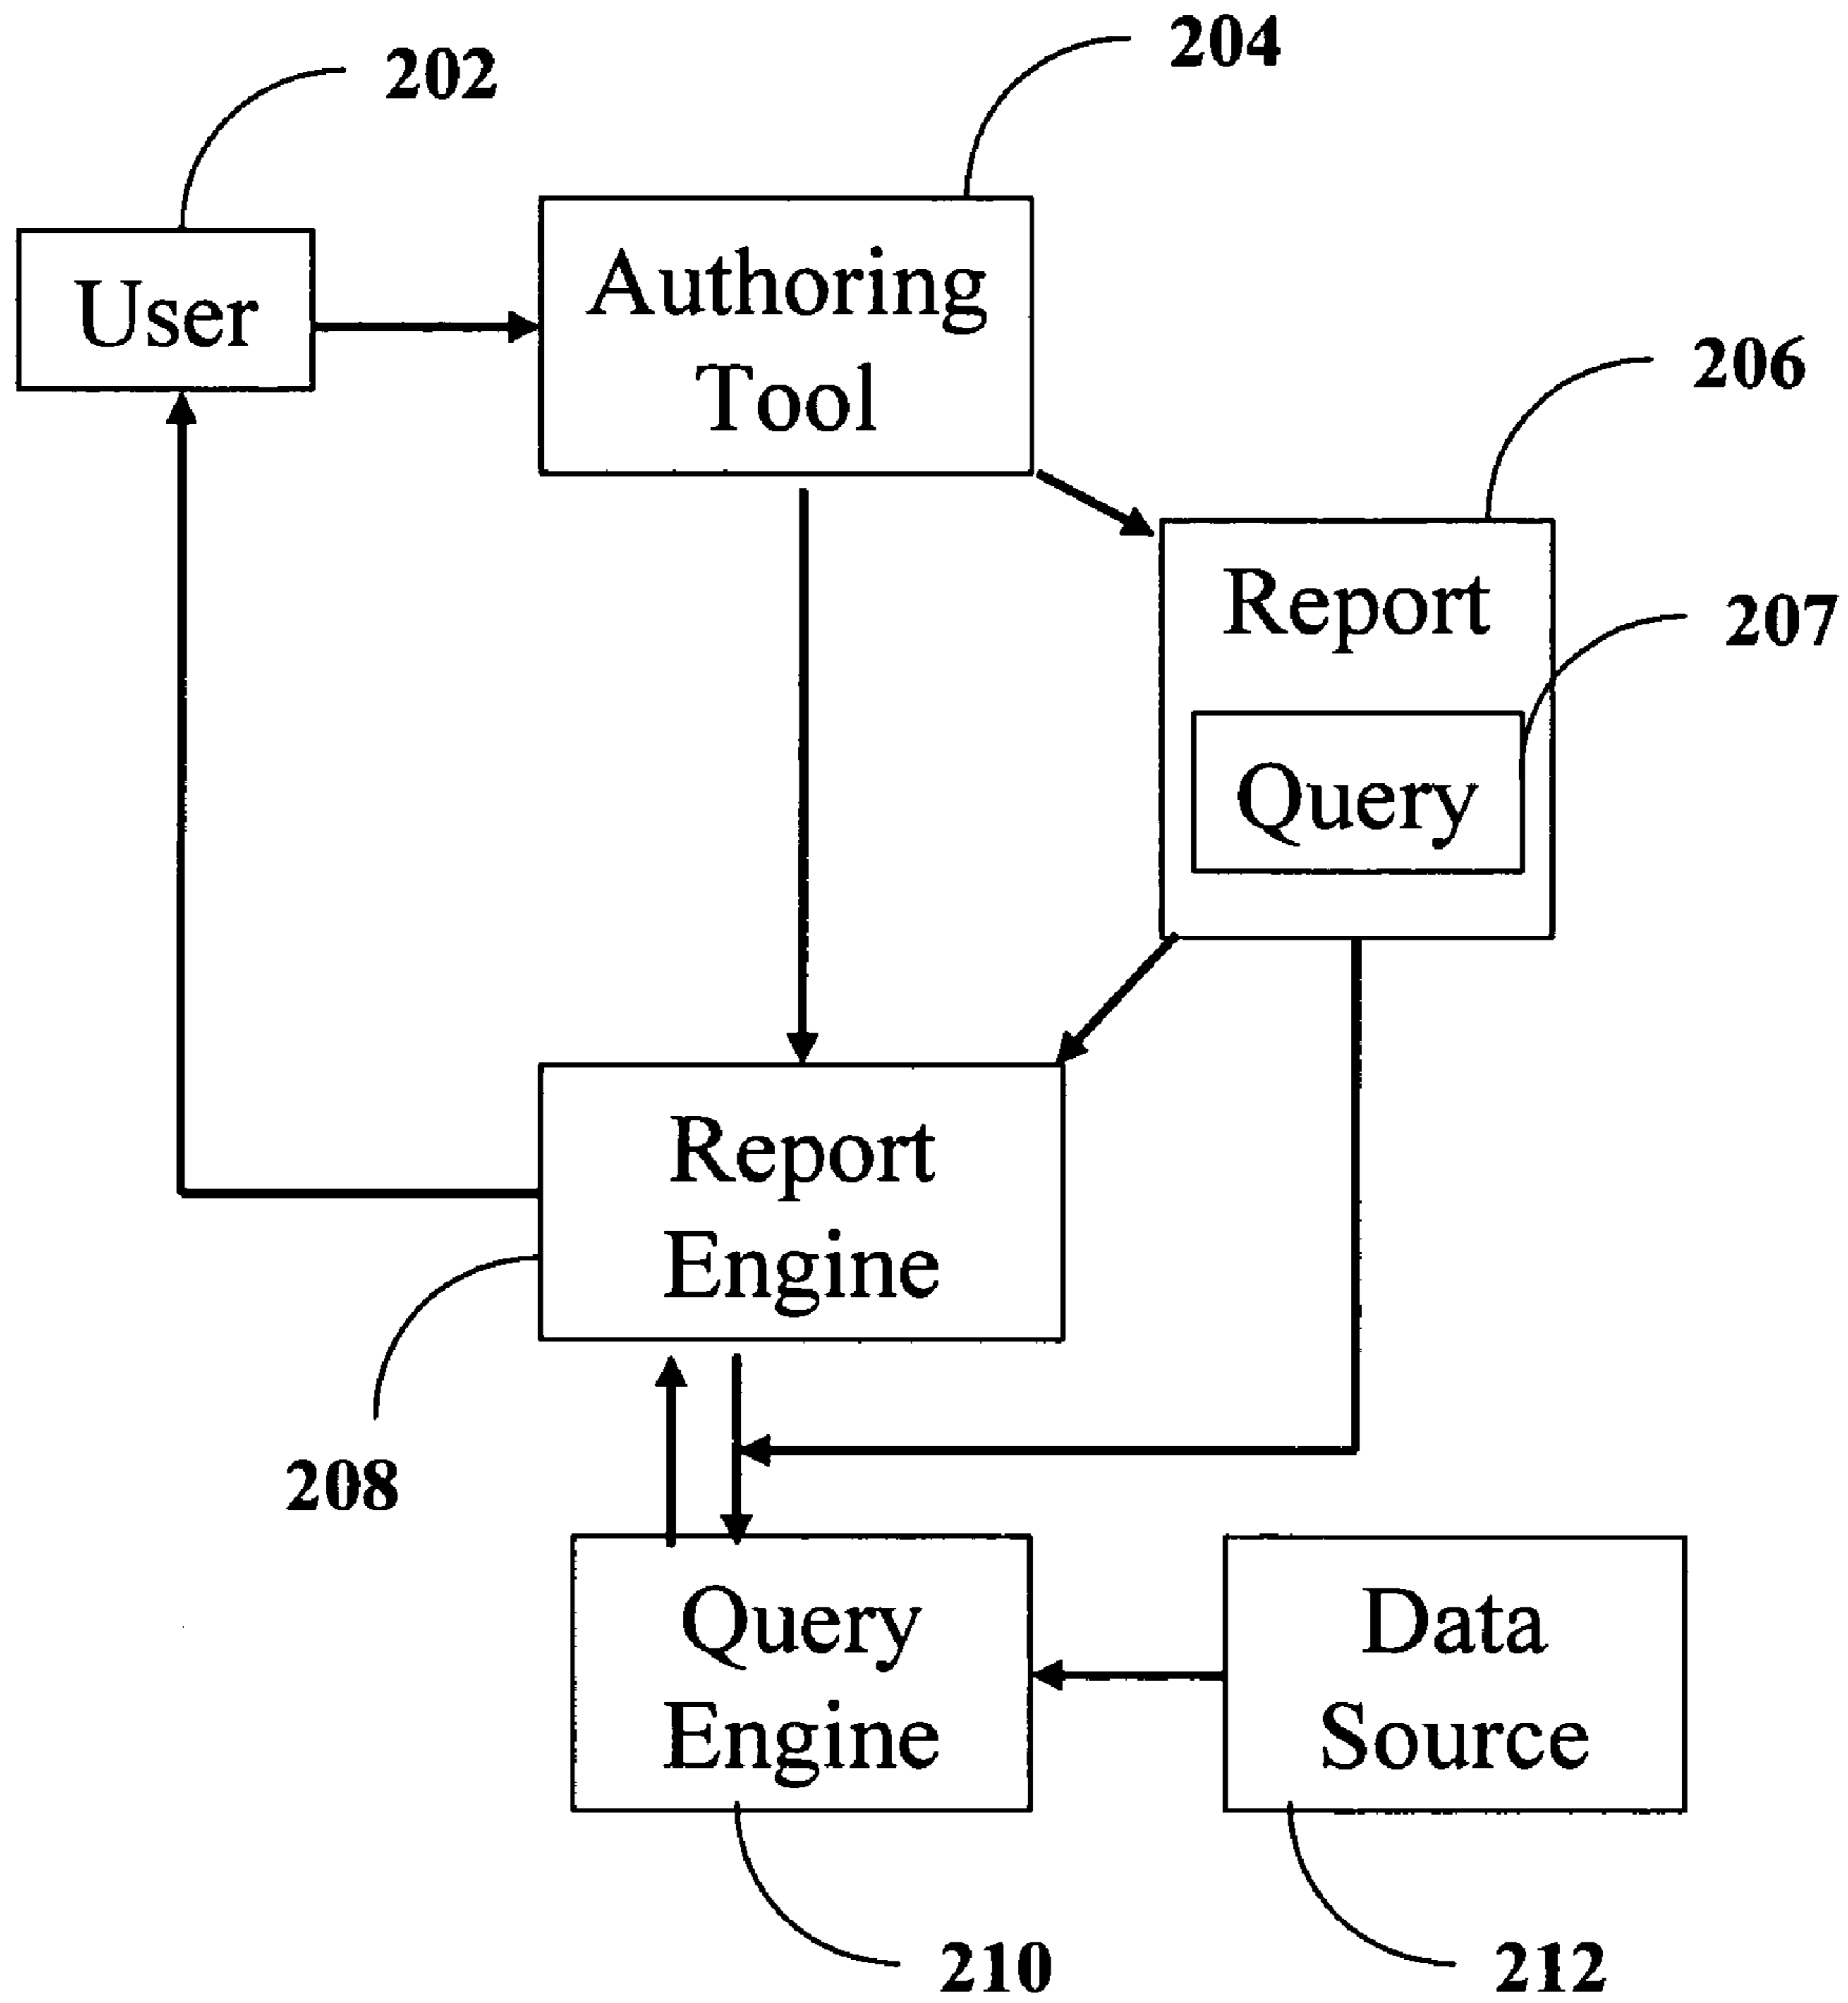 204
202
User
Authoring
Tool
206
Report
207
Query
Report
Engine
208
Query
Engine
Data
Source
210
212